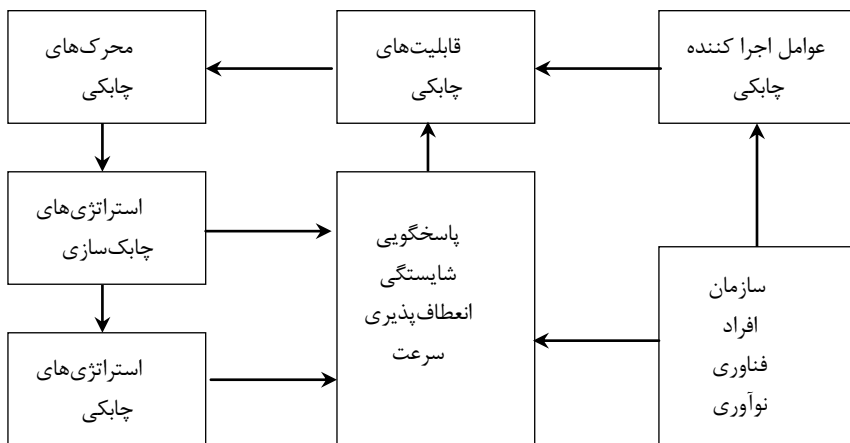 عوامل اجرا کننده
چابکی
قابلیت‌های
چابکی
محرک‌های
چابکی
سازمان
افراد
فناوری
نوآوری
پاسخگویی
شایستگی
انعطاف‌پذیری
سرعت
استراتژی‌های
چابک‌سازی
استراتژی‌های
چابکی